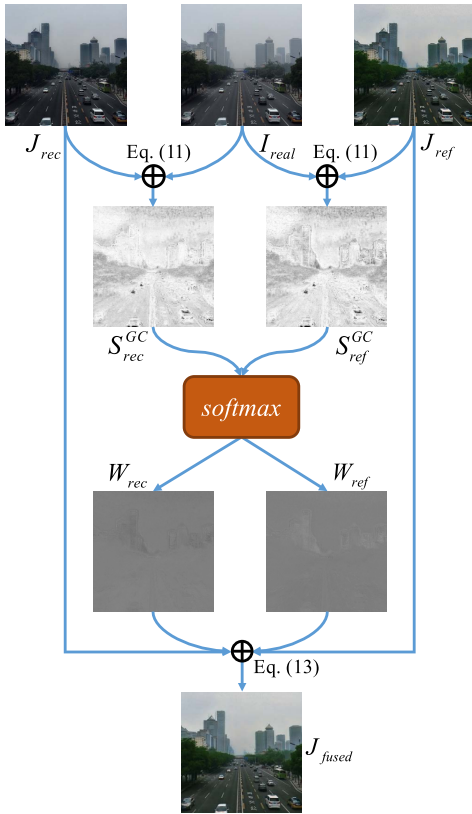 J_rec
I_real
J_ref
Eq. (11)
Eq. (11)
S_rec^GC
S_ref^GC
softmax
W_rec
W_ref
Eq. (13)
J_fused